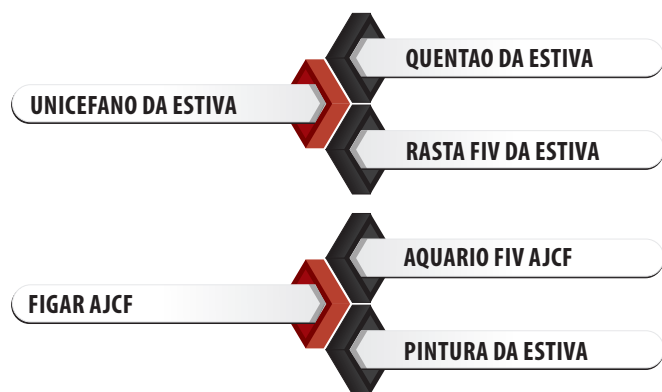 QUENTAO DA ESTIVA
UNICEFANO DA ESTIVA
RASTA FIV DA ESTIVA
AQUARIO FIV AJCF
FIGAR AJCF
PINTURA DA ESTIVA